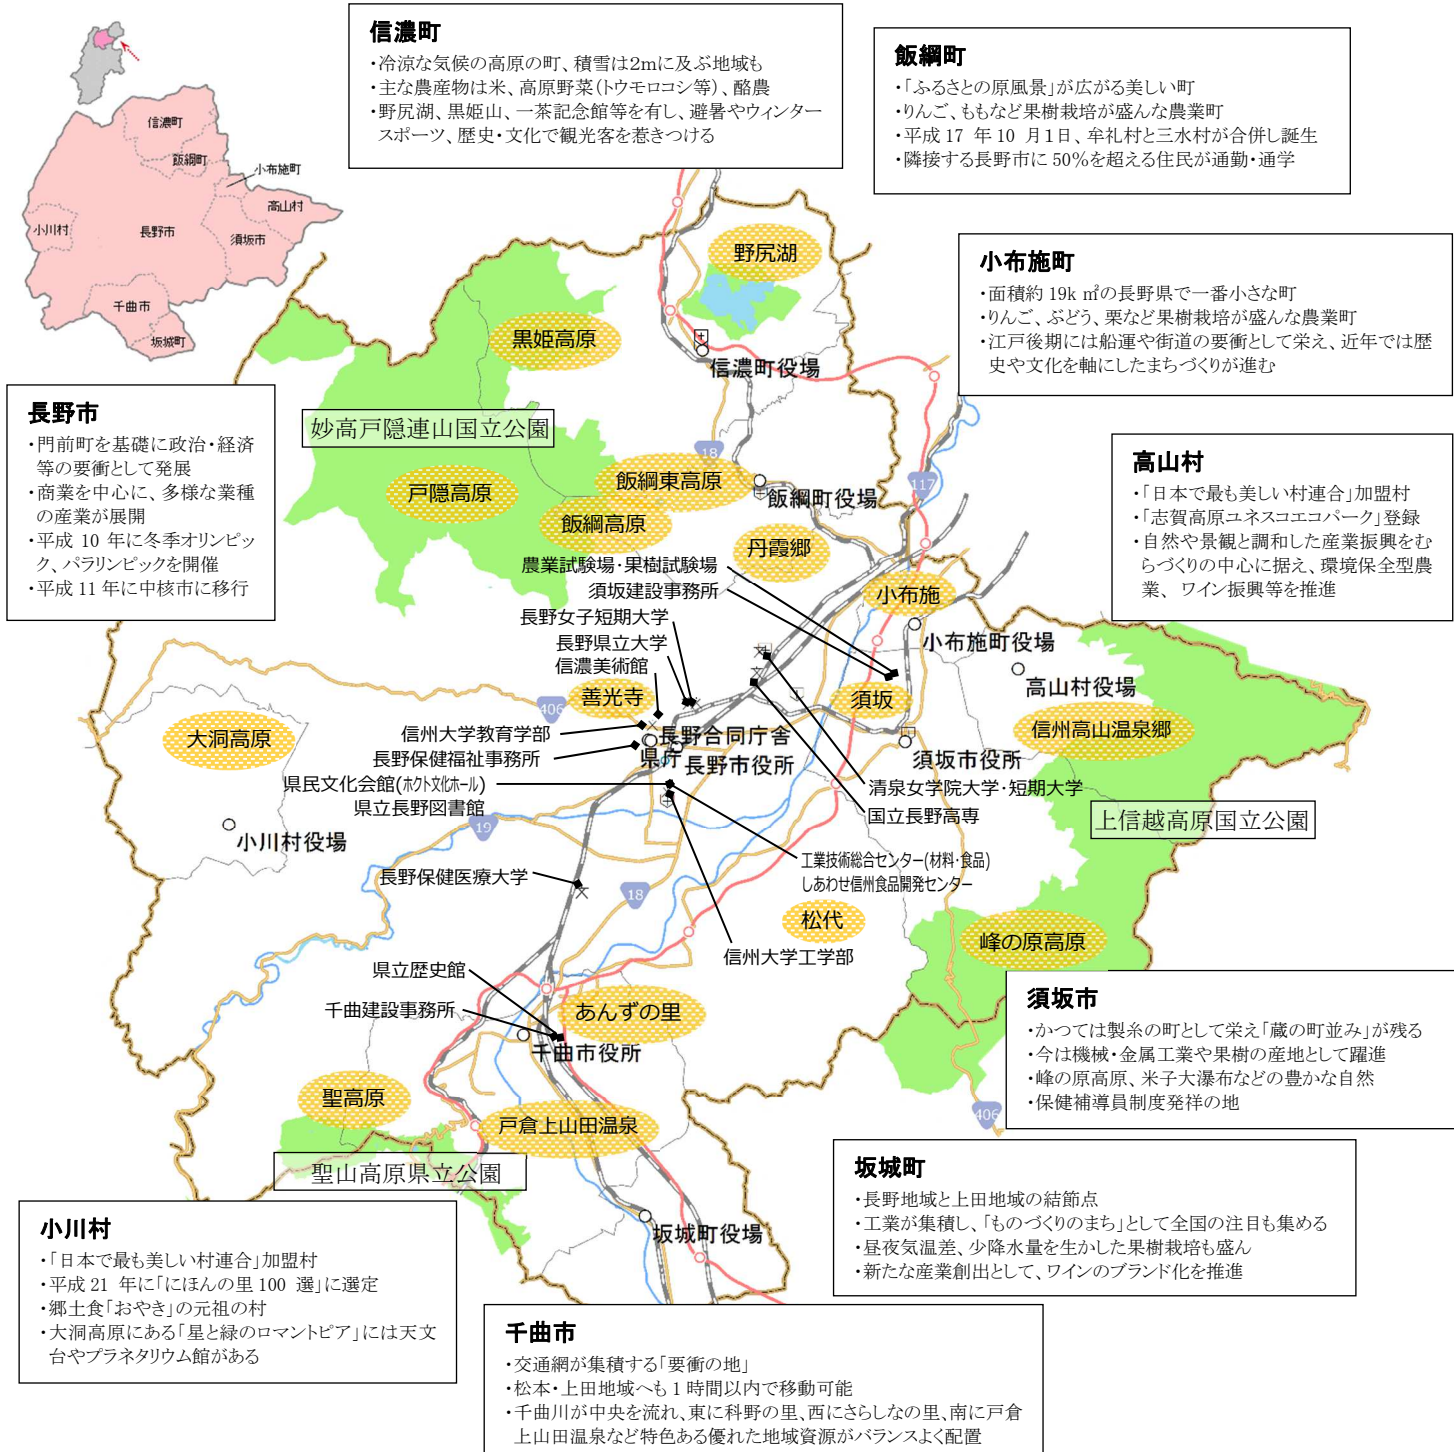 信濃町
・冷涼な気候の高原の町、積雪は2mに及ぶ地域も
・主な農産物は米、高原野菜(トウモロコシ等)、酪農
・野尻湖、黒姫山、一茶記念館等を有し、避暑やウィンター
スポーツ、歴史・文化で観光客を惹きつける
飯綱町
・「ふるさとの原風景」が広がる美しい町
・りんご、ももなど果樹栽培が盛んな農業町
・平成 17 年 10 月1日、牟礼村と三水村が合併し誕生
・隣接する長野市に 50%を超える住民が通勤・通学
信濃町
飯綱町
小布施町
高山村
小川村
長野市
須坂市
千曲市
坂城町
小布施町
・面積約 19k ㎡の長野県で一番小さな町
・りんご、ぶどう、栗など果樹栽培が盛んな農業町
・江戸後期には船運や街道の要衝として栄え、近年では歴
史や文化を軸にしたまちづくりが進む
長野市
・門前町を基礎に政治・経済
等の要衝として発展
・商業を中心に、多様な業種
の産業が展開
・平成 10 年に冬季オリンピッ
ク、パラリンピックを開催
・平成 11 年に中核市に移行
高山村
・「日本で最も美しい村連合」加盟村
・「志賀高原ユネスコエコパーク」登録
・自然や景観と調和した産業振興をむ
らづくりの中心に据え、環境保全型農
業、 ワイン振興等を推進
野尻湖
黒姫高原
信濃町役場
妙高戸隠連山国立公園
18
戸隠高原
飯綱東高原
飯綱町役場
117
飯綱高原
丹霞郷
農業試験場・果樹試験場
須坂建設事務所
小布施
長野女子短期大学
小布施町役場
長野県立大学
信濃美術館
高山村役場
善光寺
須坂
406
大洞高原
信州大学教育学部
長野合同庁舎
信州高山温泉郷
長野保健福祉事務所
県庁
長野市役所
須坂市役所
県民文化会館(ホクト文化ホール)
清泉女学院大学・短期大学
県立長野図書館
国立長野高専
19
上信越高原国立公園
小川村役場
工業技術総合センター(材料・食品)
しあわせ信州食品開発センター
長野保健医療大学
18
松代
峰の原高原
信州大学工学部
県立歴史館
千曲建設事務所
あんずの里
千曲市役所
聖高原
戸倉上山田温泉
406
聖山高原県立公園
坂城町役場
須坂市
・かつては製糸の町として栄え「蔵の町並み」が残る
・今は機械・金属工業や果樹の産地として躍進
・峰の原高原、米子大瀑布などの豊かな自然
・保健補導員制度発祥の地
坂城町
・長野地域と上田地域の結節点
・工業が集積し、「ものづくりのまち」として全国の注目も集める
・昼夜気温差、少降水量を生かした果樹栽培も盛ん
・新たな産業創出として、ワインのブランド化を推進
小川村
・「日本で最も美しい村連合」加盟村
・平成 21 年に「にほんの里 100 選」に選定
・郷土食「おやき」の元祖の村
・大洞高原にある「星と緑のロマントピア」には天文
台やプラネタリウム館がある
千曲市
・交通網が集積する「要衝の地」
・松本・上田地域へも 1 時間以内で移動可能
・千曲川が中央を流れ、東に科野の里、西にさらしなの里、南に戸倉
上山田温泉など特色ある優れた地域資源がバランスよく配置